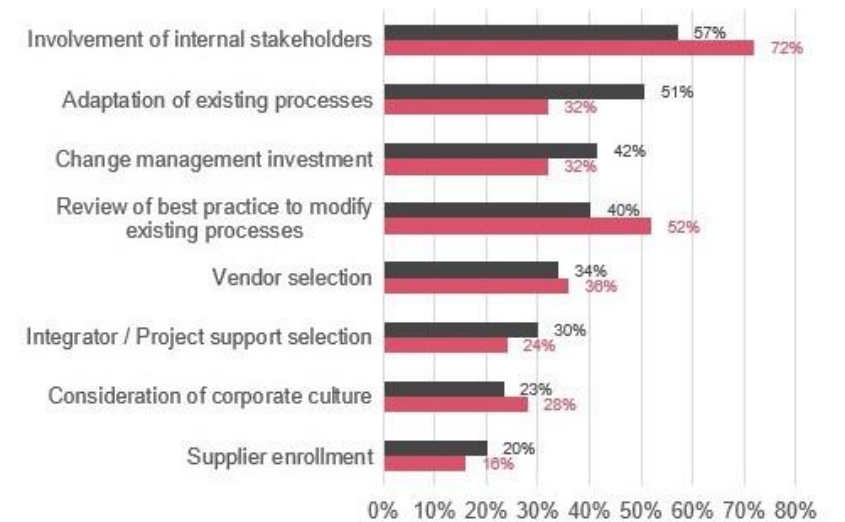 Involvement of internal stakeholders
57%
72%
Adaptation of existing processes
51%
32%
Change management investment
42%
32%
Review of best practice to modify
existing processes
40%
52%
Vendor selection
34%
36%
Integrator / Project support selection
30%
24%
Consideration of corporate culture
23%
28%
Supplier enrollment
20%
16%
0% 10% 20% 30% 40% 50% 60% 70% 80%